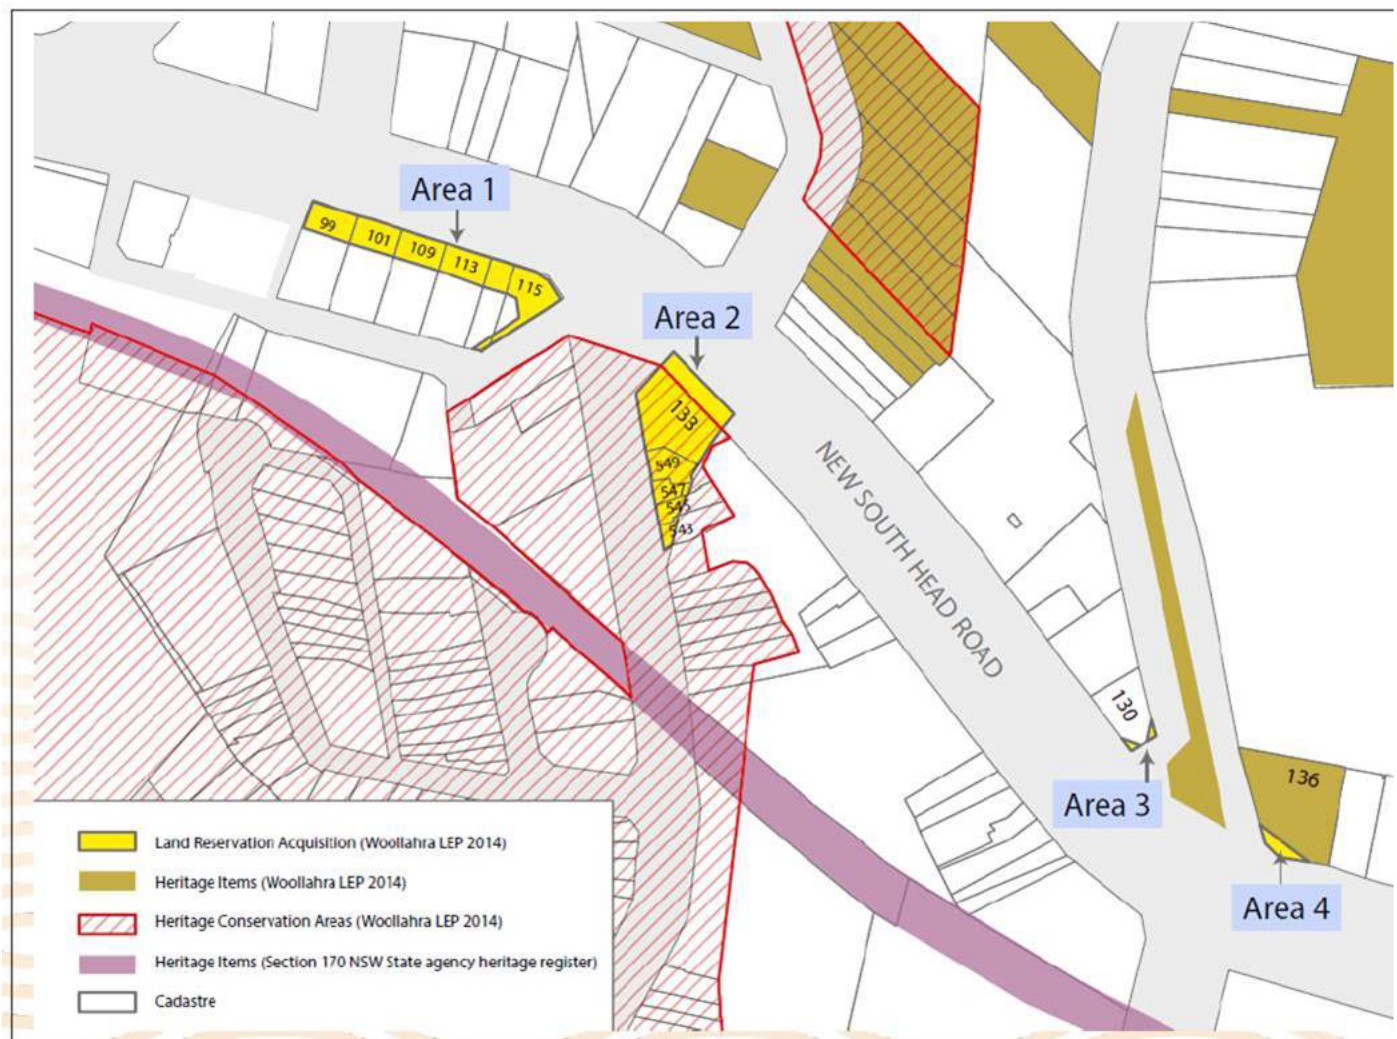 Area 1
99
101
109
113
115
Area 2
133
549
547
545
543
NEW SOUTH HEAD ROAD
130
Area 3
136
Area 4
Land Reservation Acquisition (Woollahra LEP 2014)
Heritage Items (Woollahra LEP 2014)
Heritage Conservation Areas (Woollahra LEP 2014)
Heritage Items (Section 170 NSW State agency heritage register)
Cadastre